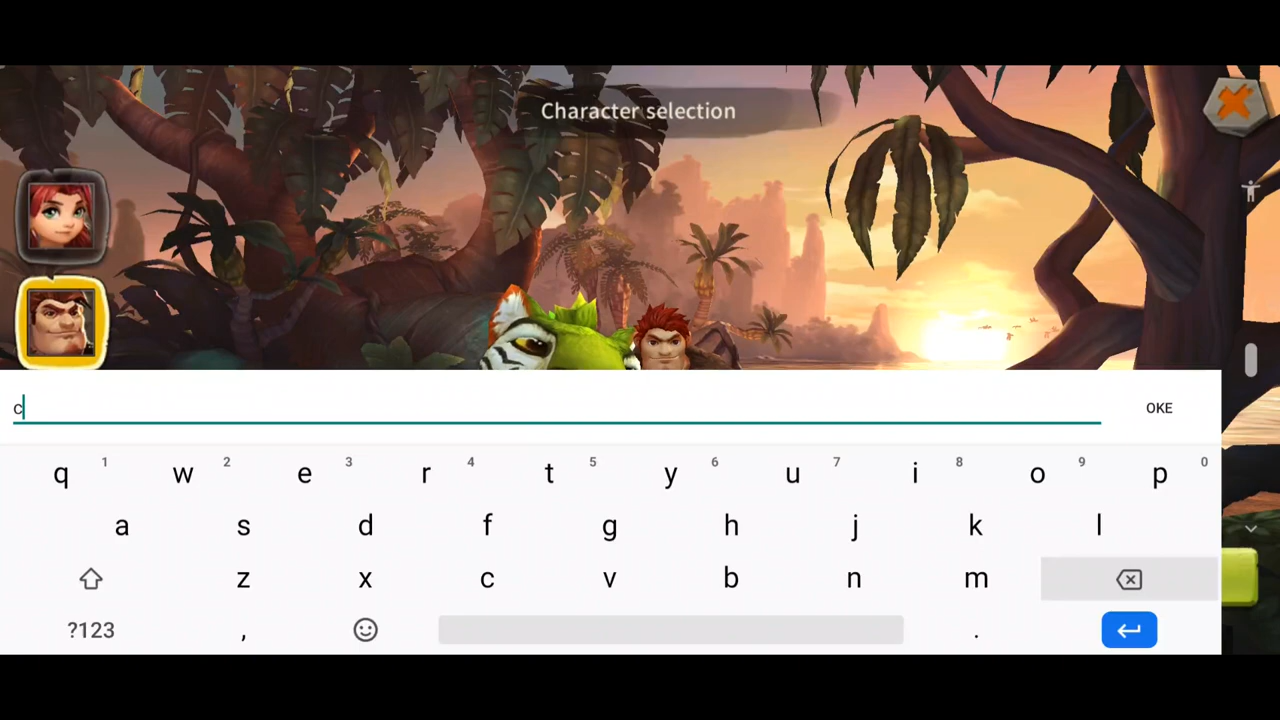 Character selection
c
OKE
q 1 w 2 e 3 r 4 t 5 y 6 u 7 i 8 o 9 p 0
a s d f g h j k l
z x c v b n m
?123 , .